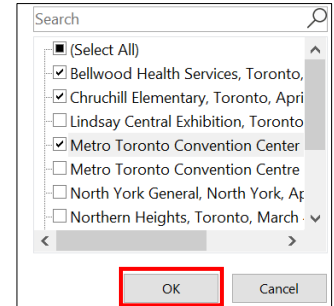 Search
(Select All)
Bellwood Health Services, Toronto,
Chruchill Elementary, Toronto, Apri
Lindsay Central Exhibition, Toronto
Metro Toronto Convention Center
Metro Toronto Convention Centre
North York General, North York, Ap
Northern Heights, Toronto, March
OK Cancel